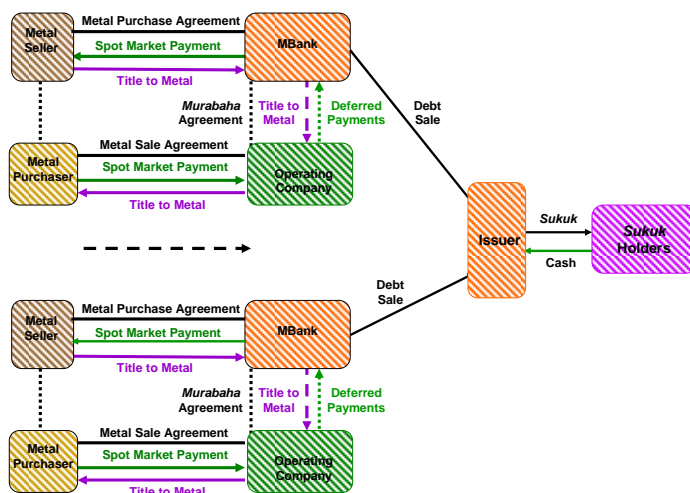 Metal Purchase Agreement
Metal
Seller
Spot Market Payment
MBank
Title to Metal
Murabaha
Agreement
Title to
Metal
Deferred
Payments
Debt
Sale
Metal Sale Agreement
Metal
Purchaser
Spot Market Payment
Operating
Company
Title to Metal
Issuer
Sukuk
Cash
Sukuk
Holders
Debt
Sale
Metal Purchase Agreement
Metal
Seller
Spot Market Payment
MBank
Title to Metal
Murabaha
Agreement
Title to
Metal
Deferred
Payments
Metal Sale Agreement
Metal
Purchaser
Spot Market Payment
Operating
Company
Title to Metal